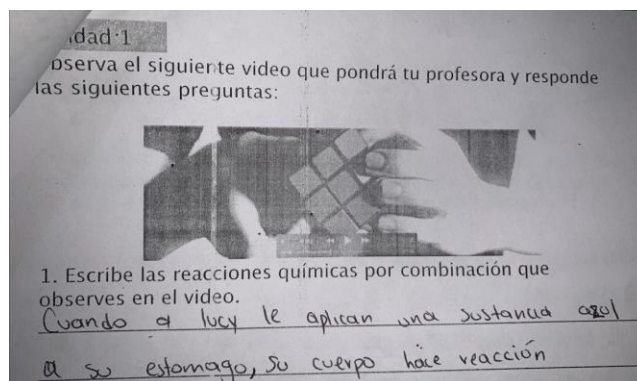 idad 1
bserva el siguiente video que pondrá tu profesora y responde
las siguientes preguntas:
1. Escribe las reacciones químicas por combinación que
observes en el video.
Cuando a lucy le aplican una sustancia azul
a su estomago, su cuerpo hace reacción